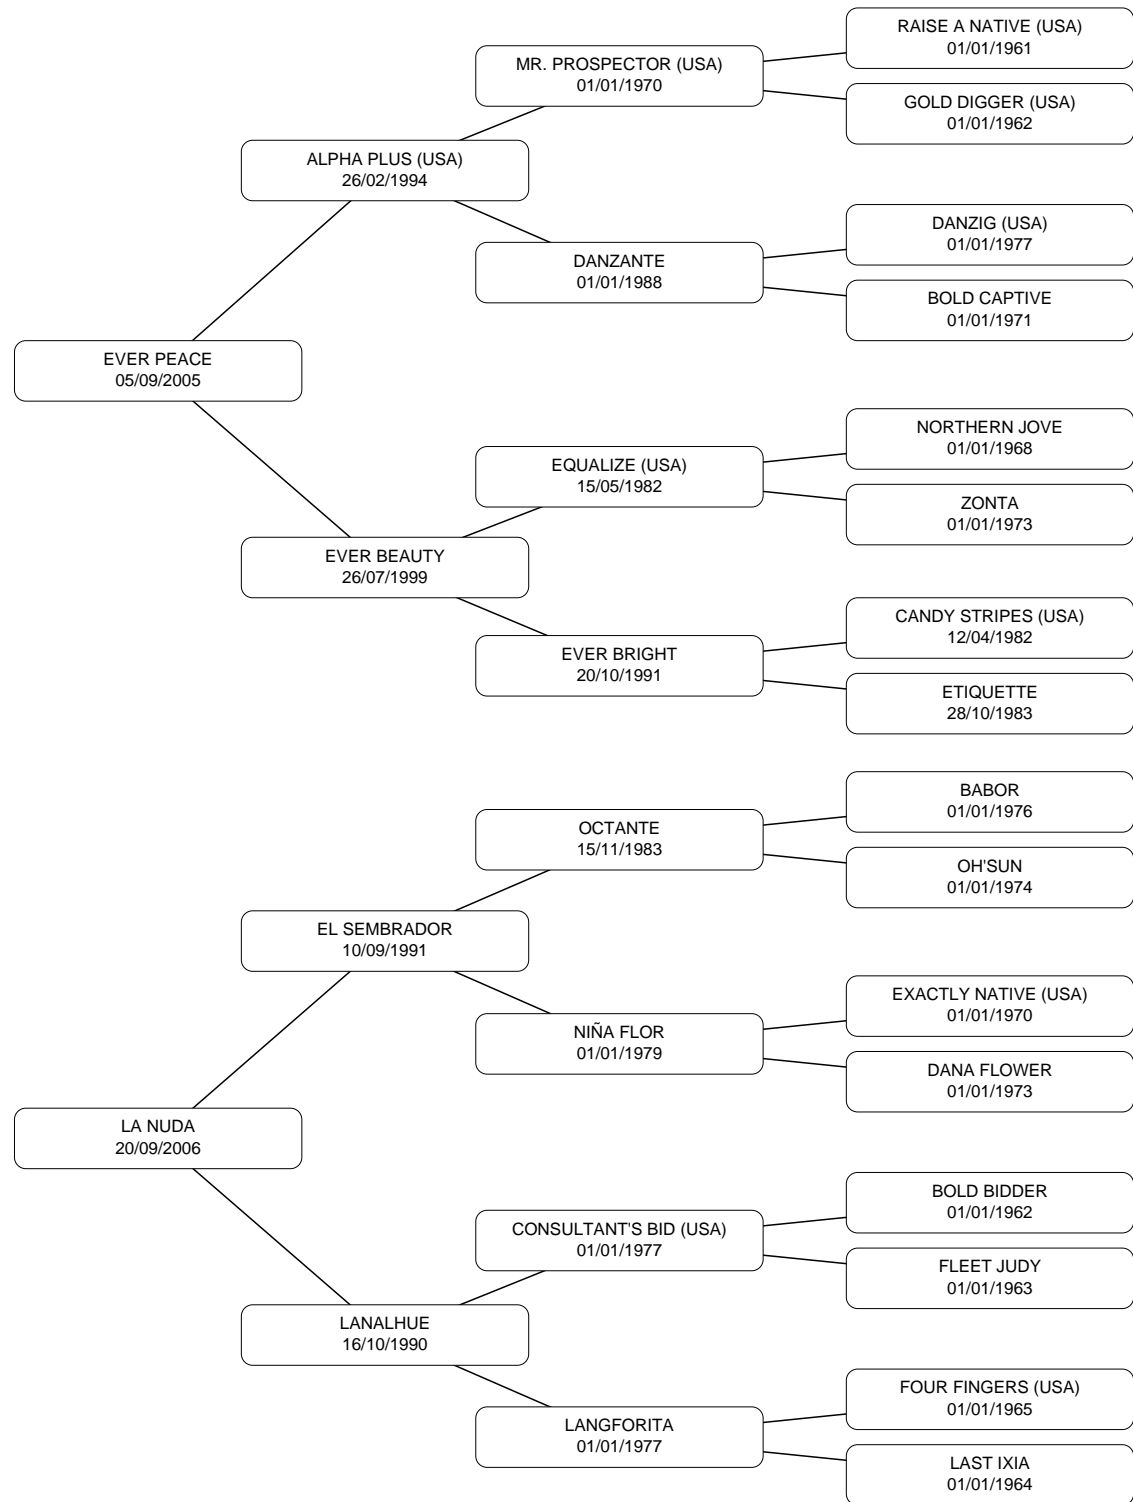 RAISE A NATIVE (USA)
01/01/1961
MR. PROSPECTOR (USA)
01/01/1970
GOLD DIGGER (USA)
01/01/1962
ALPHA PLUS (USA)
26/02/1994
DANZIG (USA)
01/01/1977
DANZANTE
01/01/1988
BOLD CAPTIVE
01/01/1971
EVER PEACE
05/09/2005
NORTHERN JOVE
01/01/1968
EQUALIZE (USA)
15/05/1982
ZONTA
01/01/1973
EVER BEAUTY
26/07/1999
CANDY STRIPES (USA)
12/04/1982
EVER BRIGHT
20/10/1991
ETIQUETTE
28/10/1983
BABOR
01/01/1976
OCTANTE
15/11/1983
OH'SUN
01/01/1974
EL SEMBRADOR
10/09/1991
EXACTLY NATIVE (USA)
01/01/1970
NIÑA FLOR
01/01/1979
DANA FLOWER
01/01/1973
LA NUDA
20/09/2006
BOLD BIDDER
01/01/1962
CONSULTANT'S BID (USA)
01/01/1977
FLEET JUDY
01/01/1963
LANALHUE
16/10/1990
FOUR FINGERS (USA)
01/01/1965
LANGFORITA
01/01/1977
LAST IXIA
01/01/1964